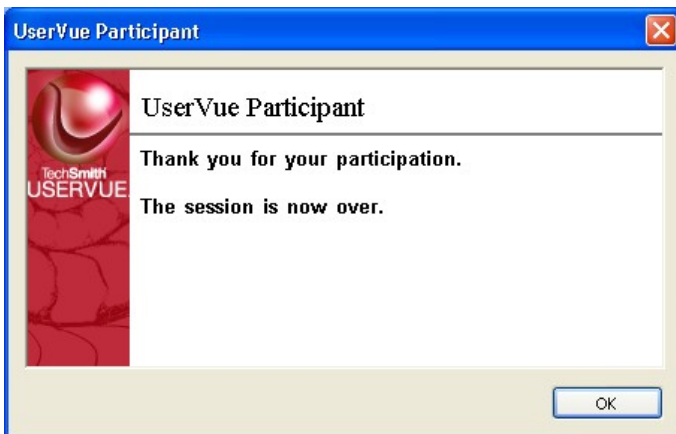 UserVue Participant
UserVue Participant
Thank you for your participation.
TechSmith
USERVUE
The session is now over.
OK